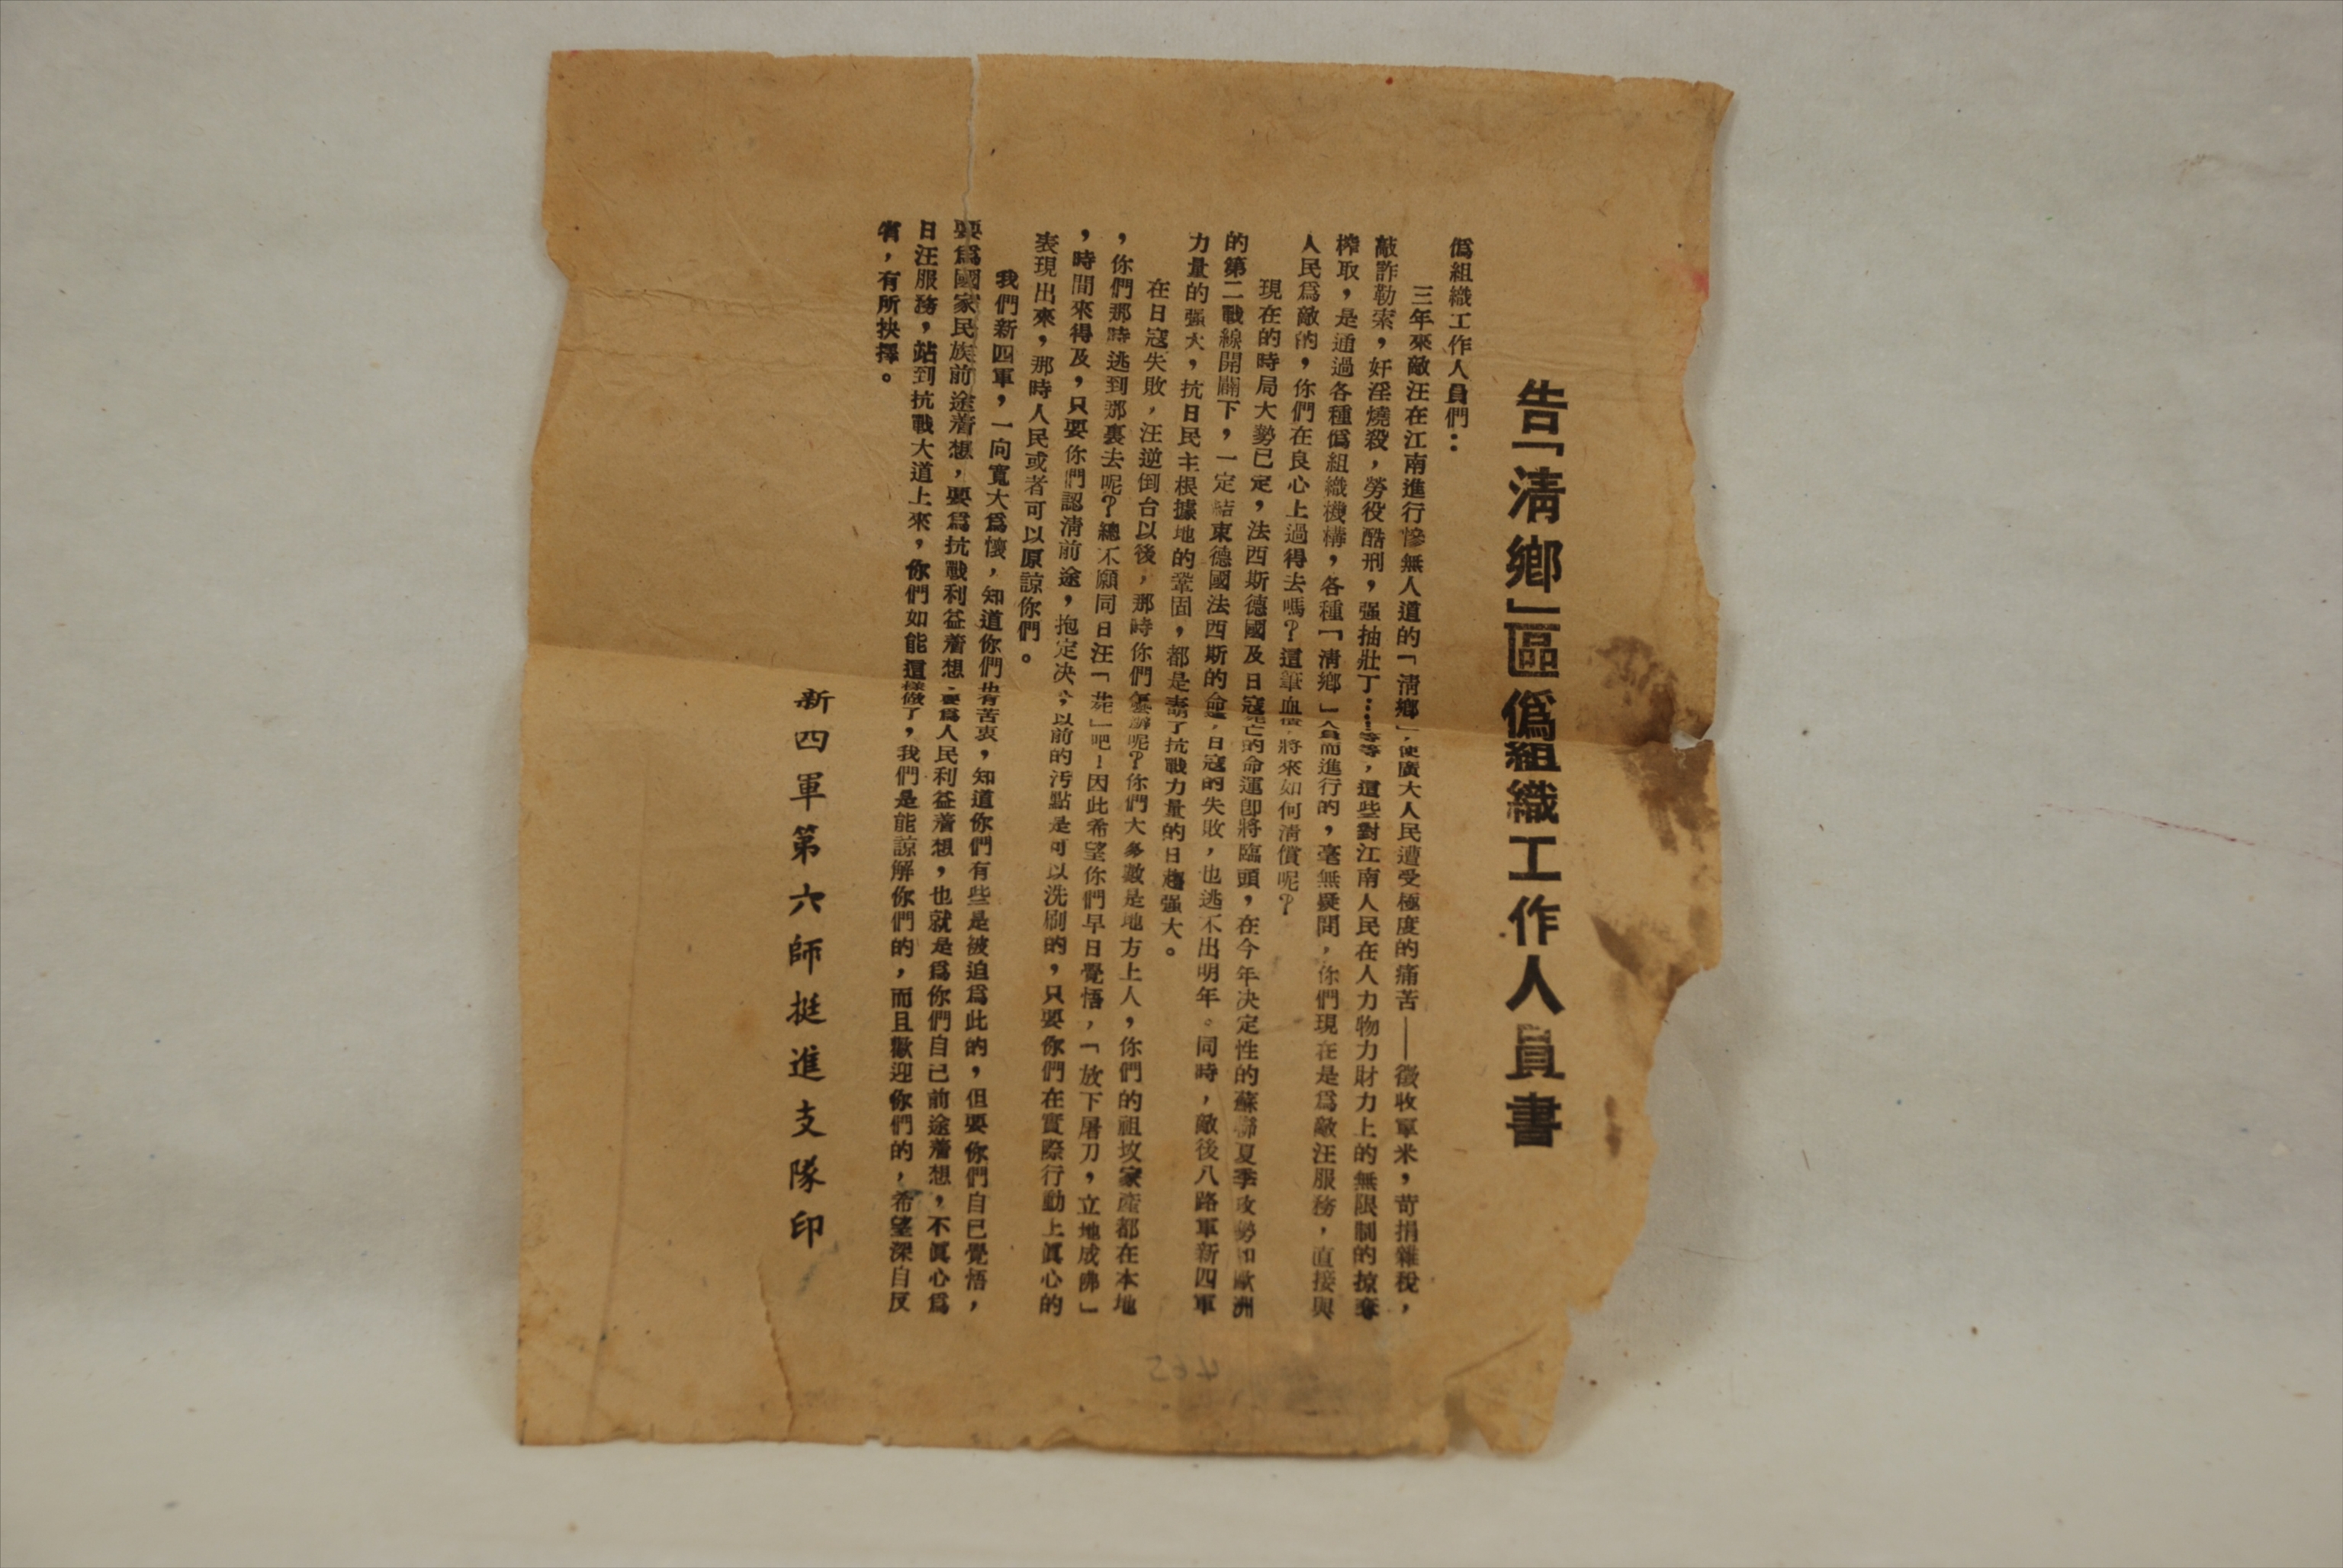 告「淸鄉」區僞組織工作人員書
僞組織工作人員們：
三年來敵汪在江南進行慘無人道的「淸鄉」，使廣大人民遭受極度的痛苦——徵收軍米，苛捐雜稅，
敲詐勒索，奸淫燒殺，勞役酷刑，强抽壯丁……等等，這些對江南人民在人力物力財力上的無限制的掠奪
榨取，是通過各種僞組織機構，各種「淸鄉」人員而進行的，毫無疑問，你們現在是爲敵汪服務，直接與
人民爲敵的，你們在良心上過得去嗎？這筆血債，將來如何淸償呢？
現在的時局大勢已定，法西斯德國及日寇死亡的命運卽將臨頭，在今年決定性的蘇聯夏季攻勢和歐洲
的第二戰線開闢下，一定結束德國法西斯的命運，日寇的失敗，也逃不出明年。同時，敵後八路軍新四軍
力量的强大，抗日民主根據地的鞏固，都是表明了抗戰力量的日趨强大。
在日寇失敗，汪逆倒台以後，那時你們怎麽辦呢？你們大多數是地方上人，你們的祖坟家產都在本地
，你們那時逃到那裏去呢？總不願同日汪「死」吧！因此希望你們早日覺悟，「放下屠刀，立地成佛」
，時間來得及，只要你們認淸前途，抱定决心，以前的汚點是可以洗刷的，只要你們在實際行動上眞心的
表現出來，那時人民或者可以原諒你們。
我們新四軍，一向寬大爲懷，知道你們也有苦衷，知道你們有些是被迫爲此的，但要你們自已覺悟，
要爲國家民族前途着想，要爲抗戰利益着想，要爲人民利益着想，也就是爲你們自已前途着想，不眞心爲
日汪服務，站到抗戰大道上來，你們如能這樣做了，我們是能諒解你們的，而且歡迎你們的，希望深自反
省，有所抉擇。
新四軍第六師挺進支隊印
465